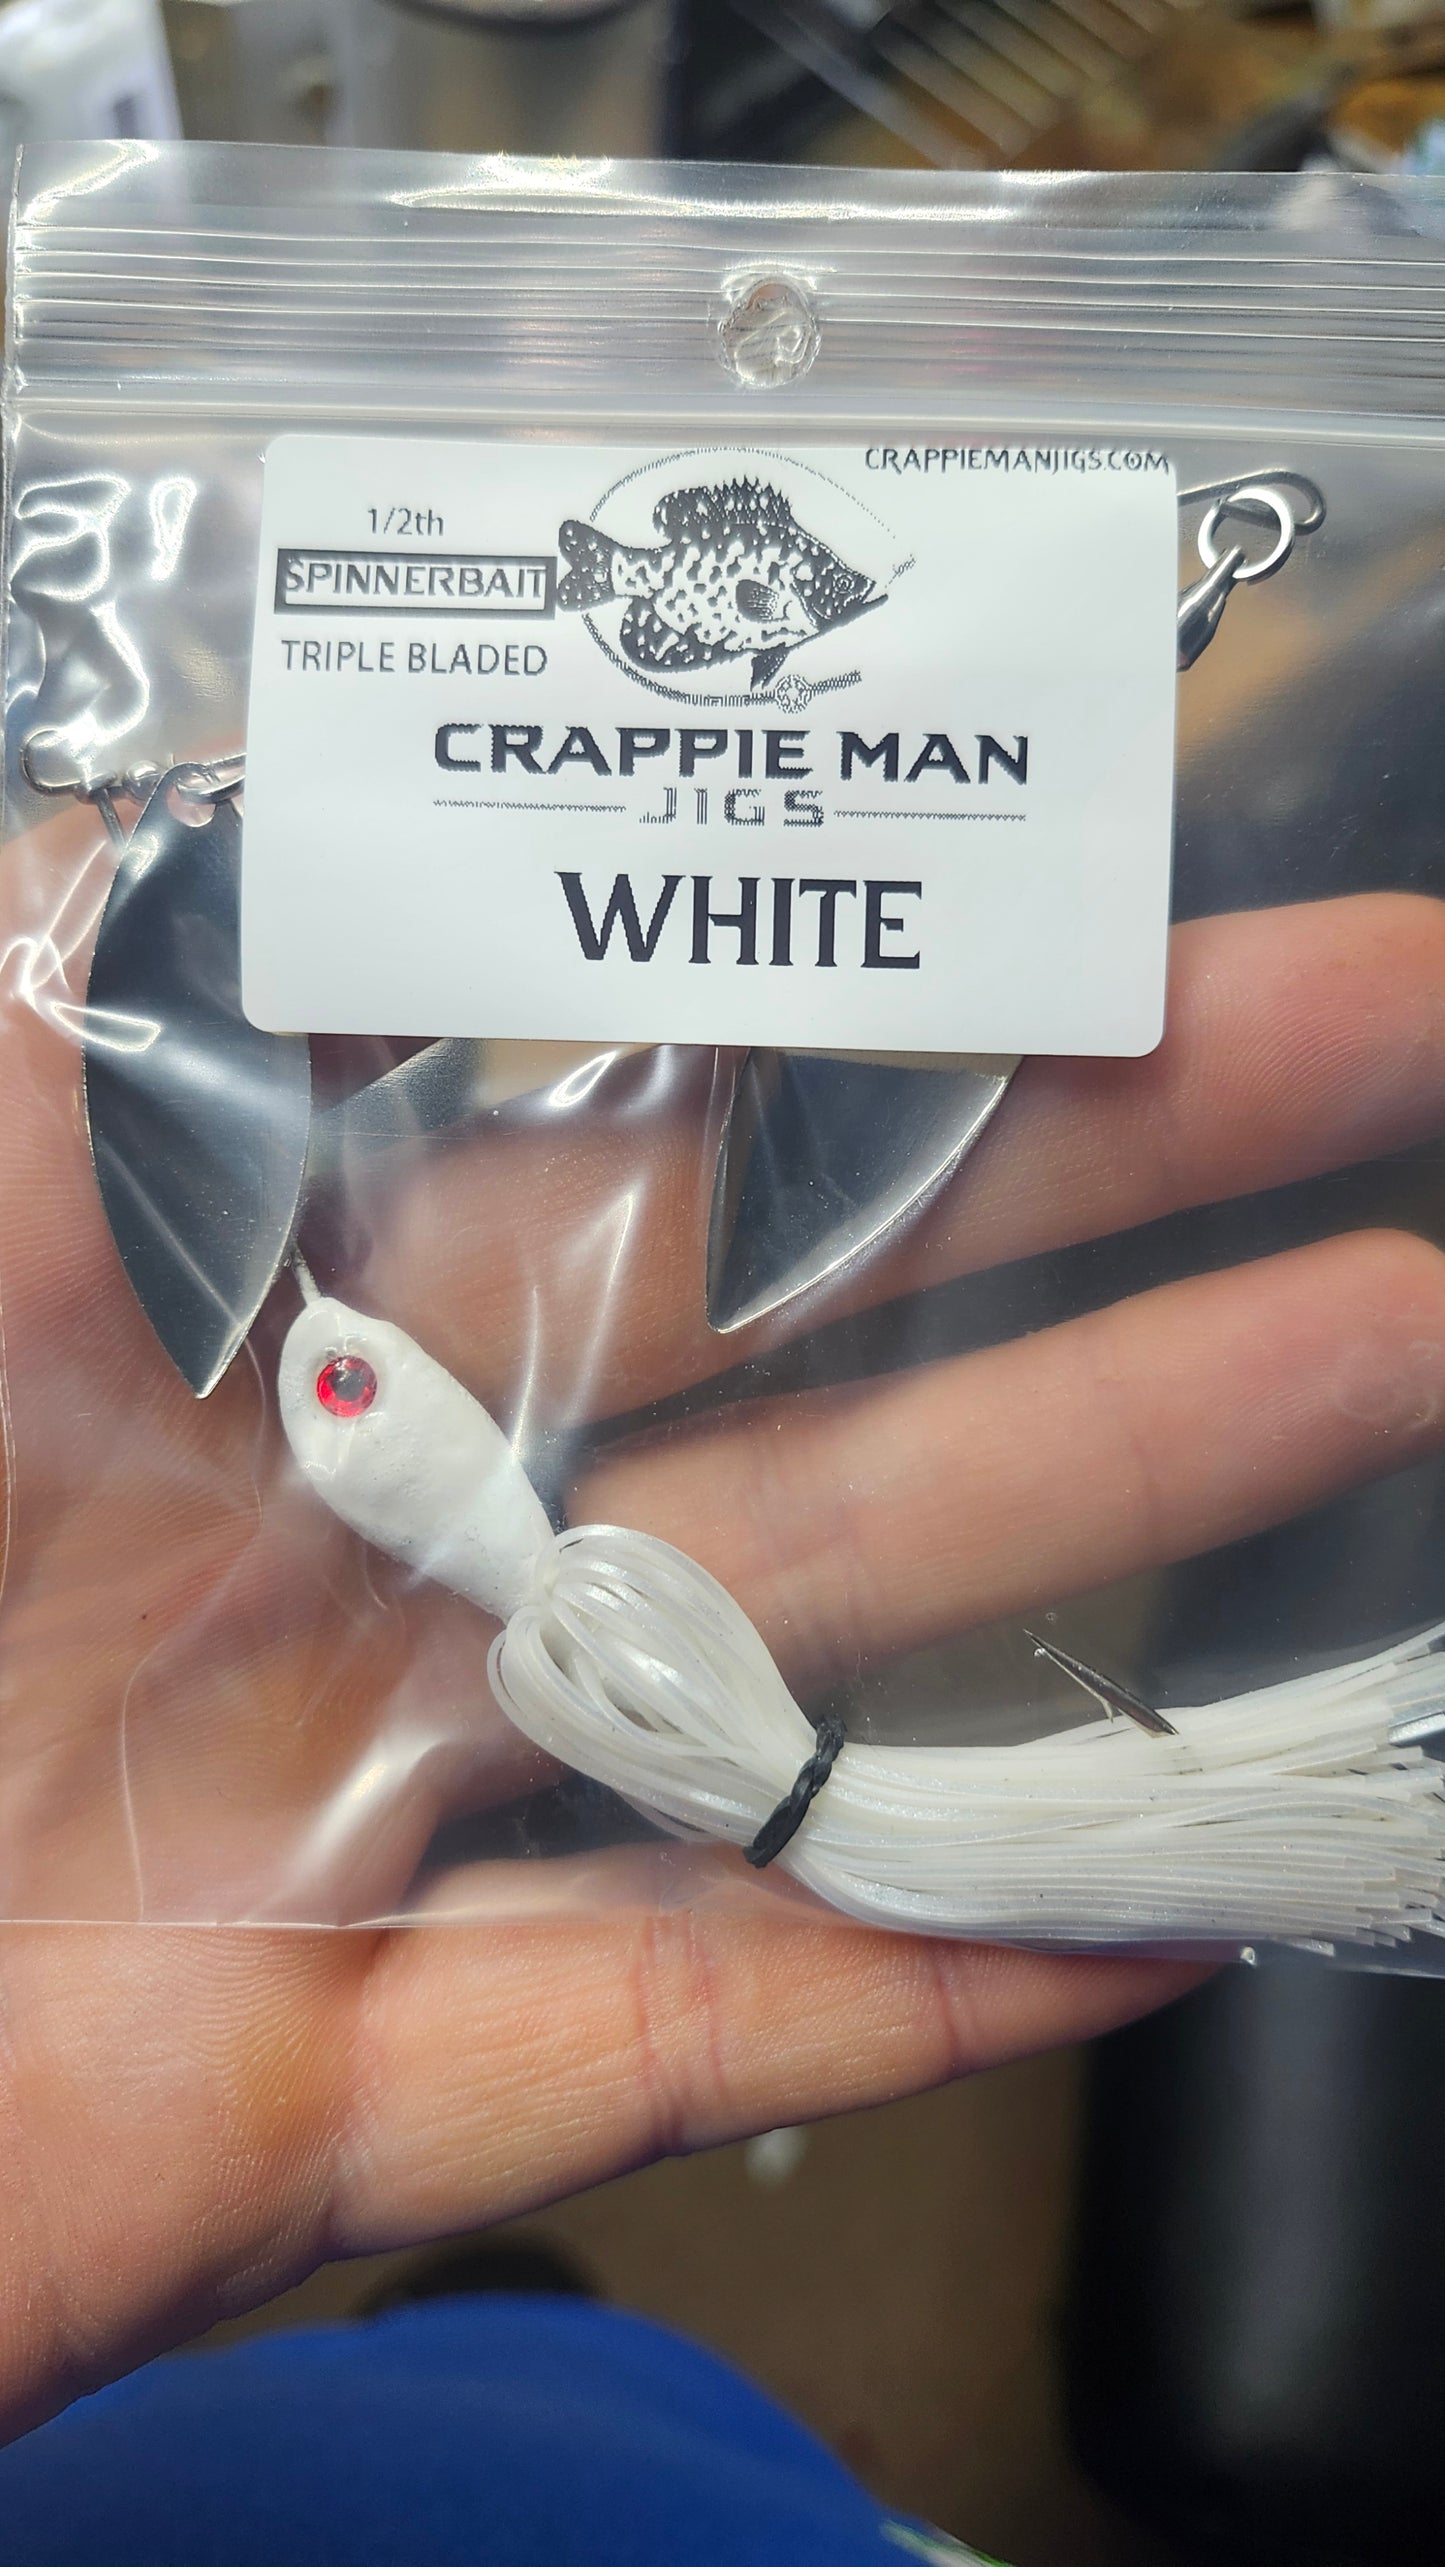 CRAPPIEMANJIGS.COM
1/2th
SPINNERBAIT
TRIPLE BLADED
CRAPPIE MAN
JIGS
WHITE